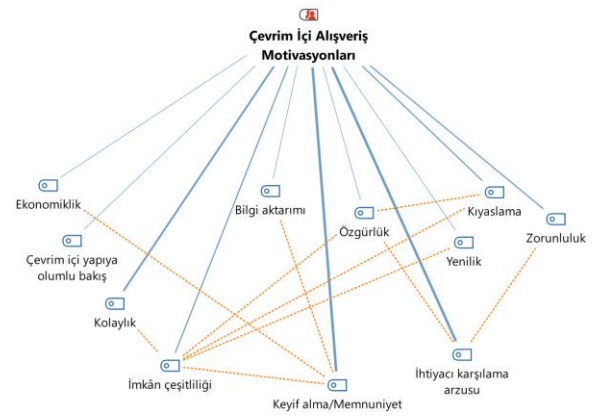 Çevrim İçi Alışveriş
Motivasyonları
Ekonomiklik
Bilgi aktarımı
Kıyaslama
Özgürlük
Zorunluluk
Çevrim içi yapıya
olumlu bakış
Yenilik
Kolaylık
İmkân çeşitliliği
Keyif alma/Memnuniyet
İhtiyacı karşılama
arzusu